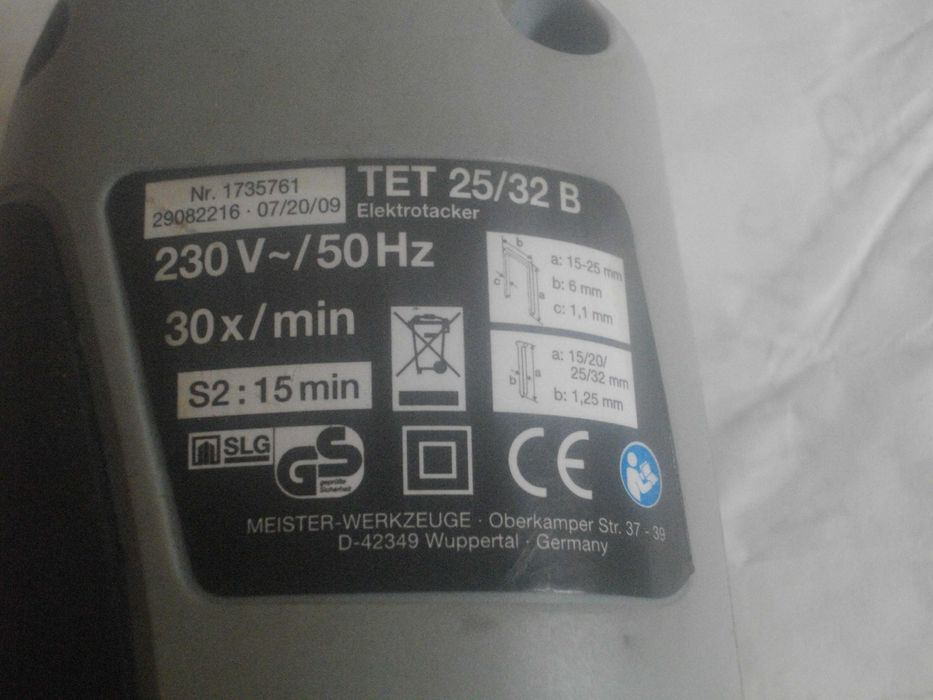 Nr. 1735761
29082216 · 07/20/09
TET 25/32 B
Elektrotacker
230 V~/50 Hz
30x/min
S2 : 15 min
b
c
a
a: 15-25 mm
b: 6 mm
c: 1,1 mm
b
a
a: 15/20/
25/32 mm
b: 1,25 mm
SLG
GS
geprüfte
Sicherheit
CE
MEISTER-WERKZEUGE · Oberkamper Str. 37 - 39
D-42349 Wuppertal · Germany